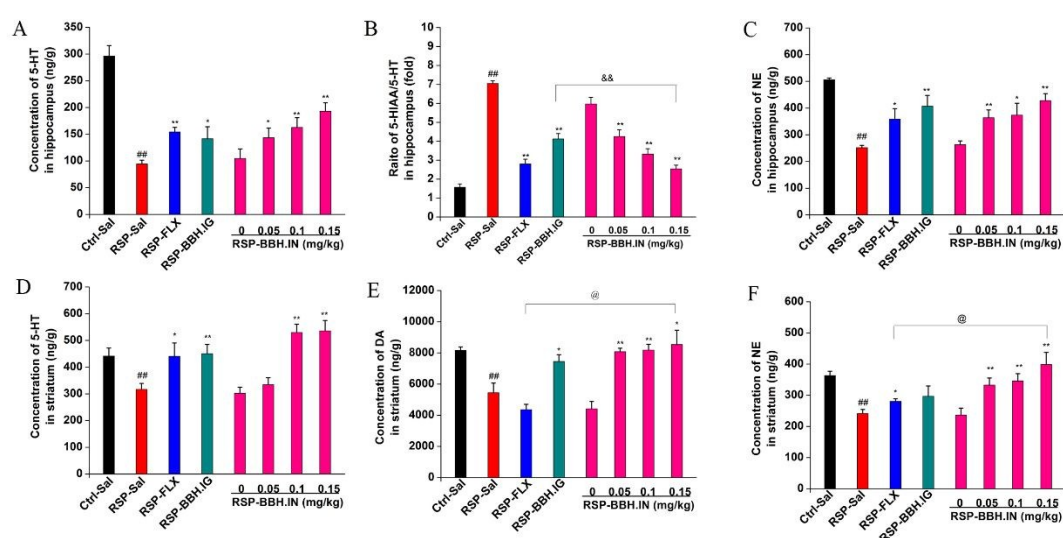 A
Concentration of 5-HT
in hippocampus (ng/g)
350
300
250
200
150
100
50
0
##
**
*
*
**
**
Ctrl-Sal
RSP-Sal
RSP-FLX
RSP-BBH.IG
0 0.05 0.1 0.15
RSP-BBH.IN (mg/kg)
B
Raito of 5-HIAA/5-HT
in hippocampus (fold)
10
9
8
7
6
5
4
3
2
1
0
##
**
**
&&
**
**
**
Ctrl-Sal
RSP-Sal
RSP-FLX
RSP-BBH.IG
0 0.05 0.1 0.15
RSP-BBH.IN (mg/kg)
C
Concentration of NE
in hippocampus (ng/g)
700
600
500
400
300
200
100
0
##
*
**
**
*
**
Ctrl-Sal
RSP-Sal
RSP-FLX
RSP-BBH.IG
0 0.05 0.1 0.15
RSP-BBH.IN (mg/kg)
D
Concentration of 5-HT
in striatum (ng/g)
700
600
500
400
300
200
100
0
##
*
**
**
**
Ctrl-Sal
RSP-Sal
RSP-FLX
RSP-BBH.IG
0 0.05 0.1 0.15
RSP-BBH.IN (mg/kg)
E
Concentration of DA
in striatum (ng/g)
12000
10000
8000
6000
4000
2000
0
##
*
@
**
**
*
Ctrl-Sal
RSP-Sal
RSP-FLX
RSP-BBH.IG
0 0.05 0.1 0.15
RSP-BBH.IN (mg/kg)
F
Concentration of NE
in striatum (ng/g)
600
500
400
300
200
100
0
##
*
@
**
**
**
Ctrl-Sal
RSP-Sal
RSP-FLX
RSP-BBH.IG
0 0.05 0.1 0.15
RSP-BBH.IN (mg/kg)